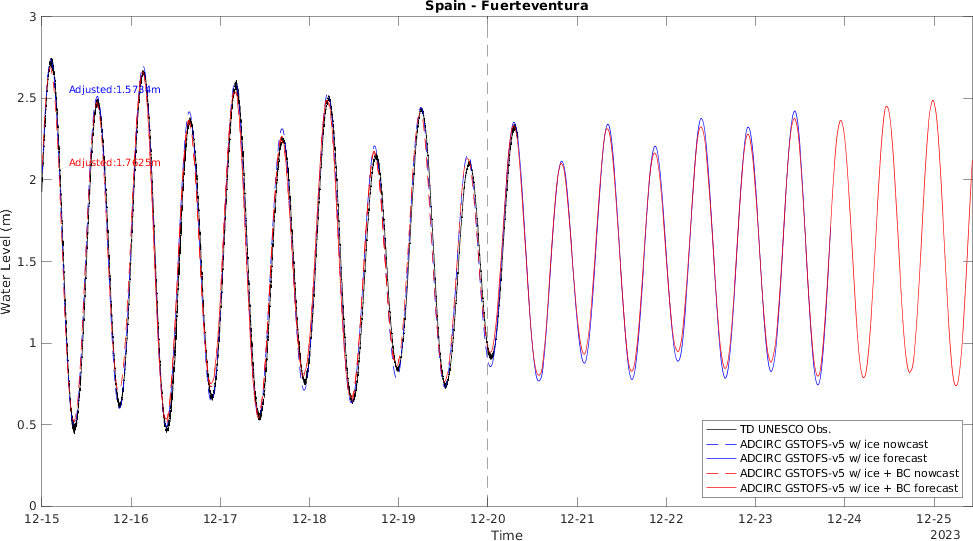 Spain - Fuerteventura
3
2.5
2
1.5
1
0.5
0
Water Level (m)
Adjusted:1.5734m
Adjusted:1.7625m
TD UNESCO Obs.
ADCIRC GSTOFS-v5 w/ ice nowcast
ADCIRC GSTOFS-v5 w/ ice forecast
ADCIRC GSTOFS-v5 w/ ice + BC nowcast
ADCIRC GSTOFS-v5 w/ ice + BC forecast
12-15 12-16 12-17 12-18 12-19 12-20 12-21 12-22 12-23 12-24 12-25
Time
2023